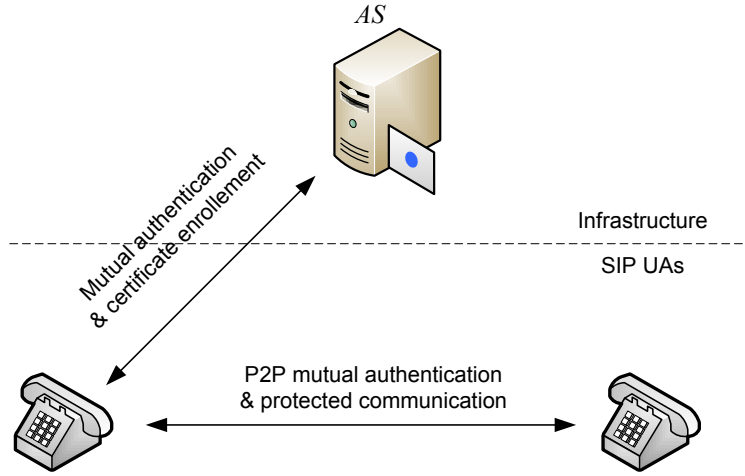 AS
Mutual authentication
& certificate enrollement
Infrastructure
SIP UAs
P2P mutual authentication
& protected communication